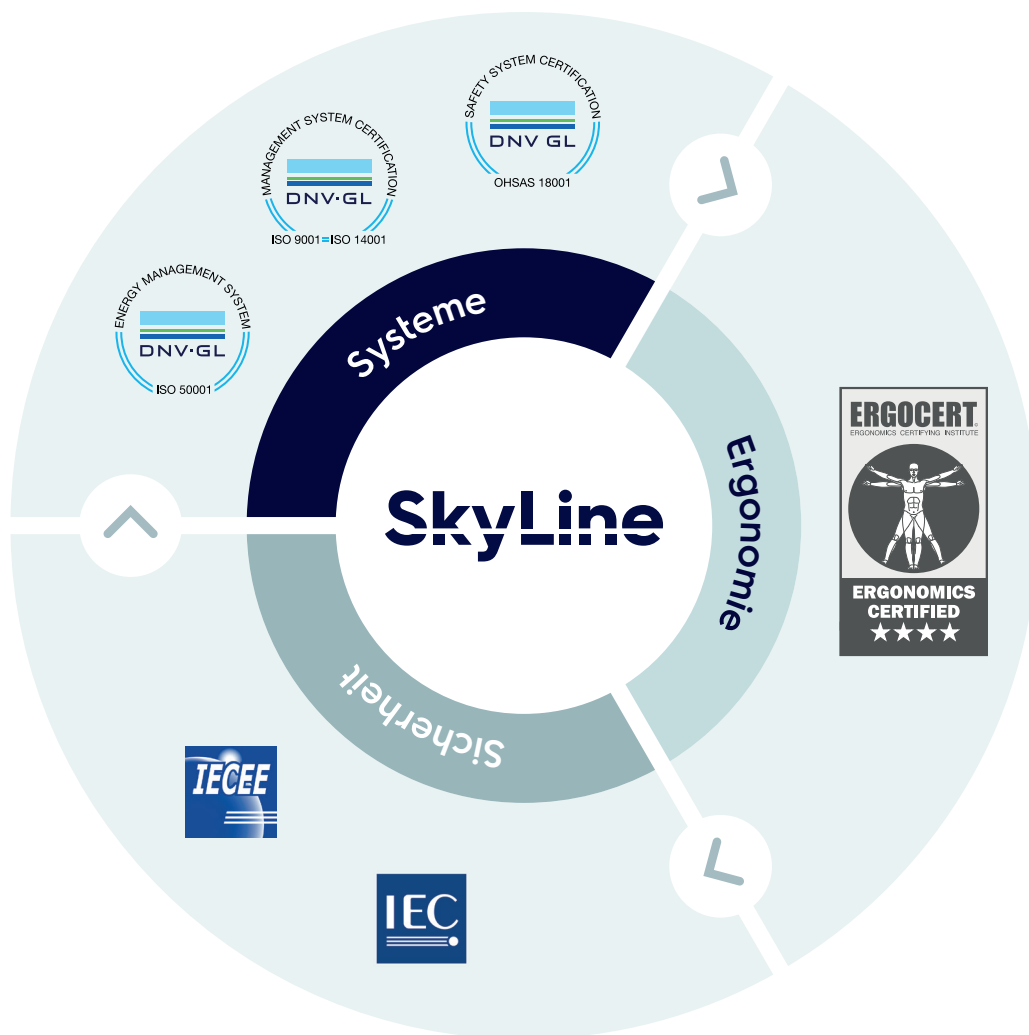 SAFETY SYSTEM CERTIFICATION
DNV GL
OHSAS 18001
MANAGEMENT SYSTEM CERTIFICATION
DNV·GL
ISO 9001=ISO 14001
ENERGY MANAGEMENT SYSTEM
DNV·GL
ISO 50001
Systeme
Ergonomie
Sicherheit
SkyLine
ERGOCERT
ERGONOMICS CERTIFYING INSTITUTE
ERGONOMICS
CERTIFIED
IECEE
IEC